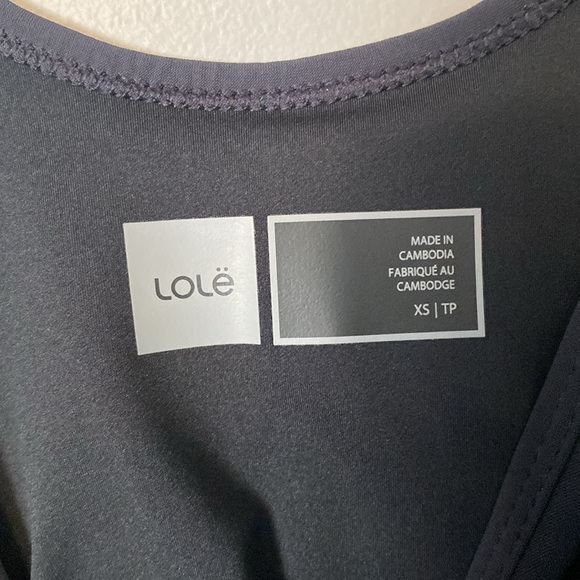 Lolë
MADE IN
CAMBODIA
FABRIQUÉ AU
CAMBODGE
XS | TP